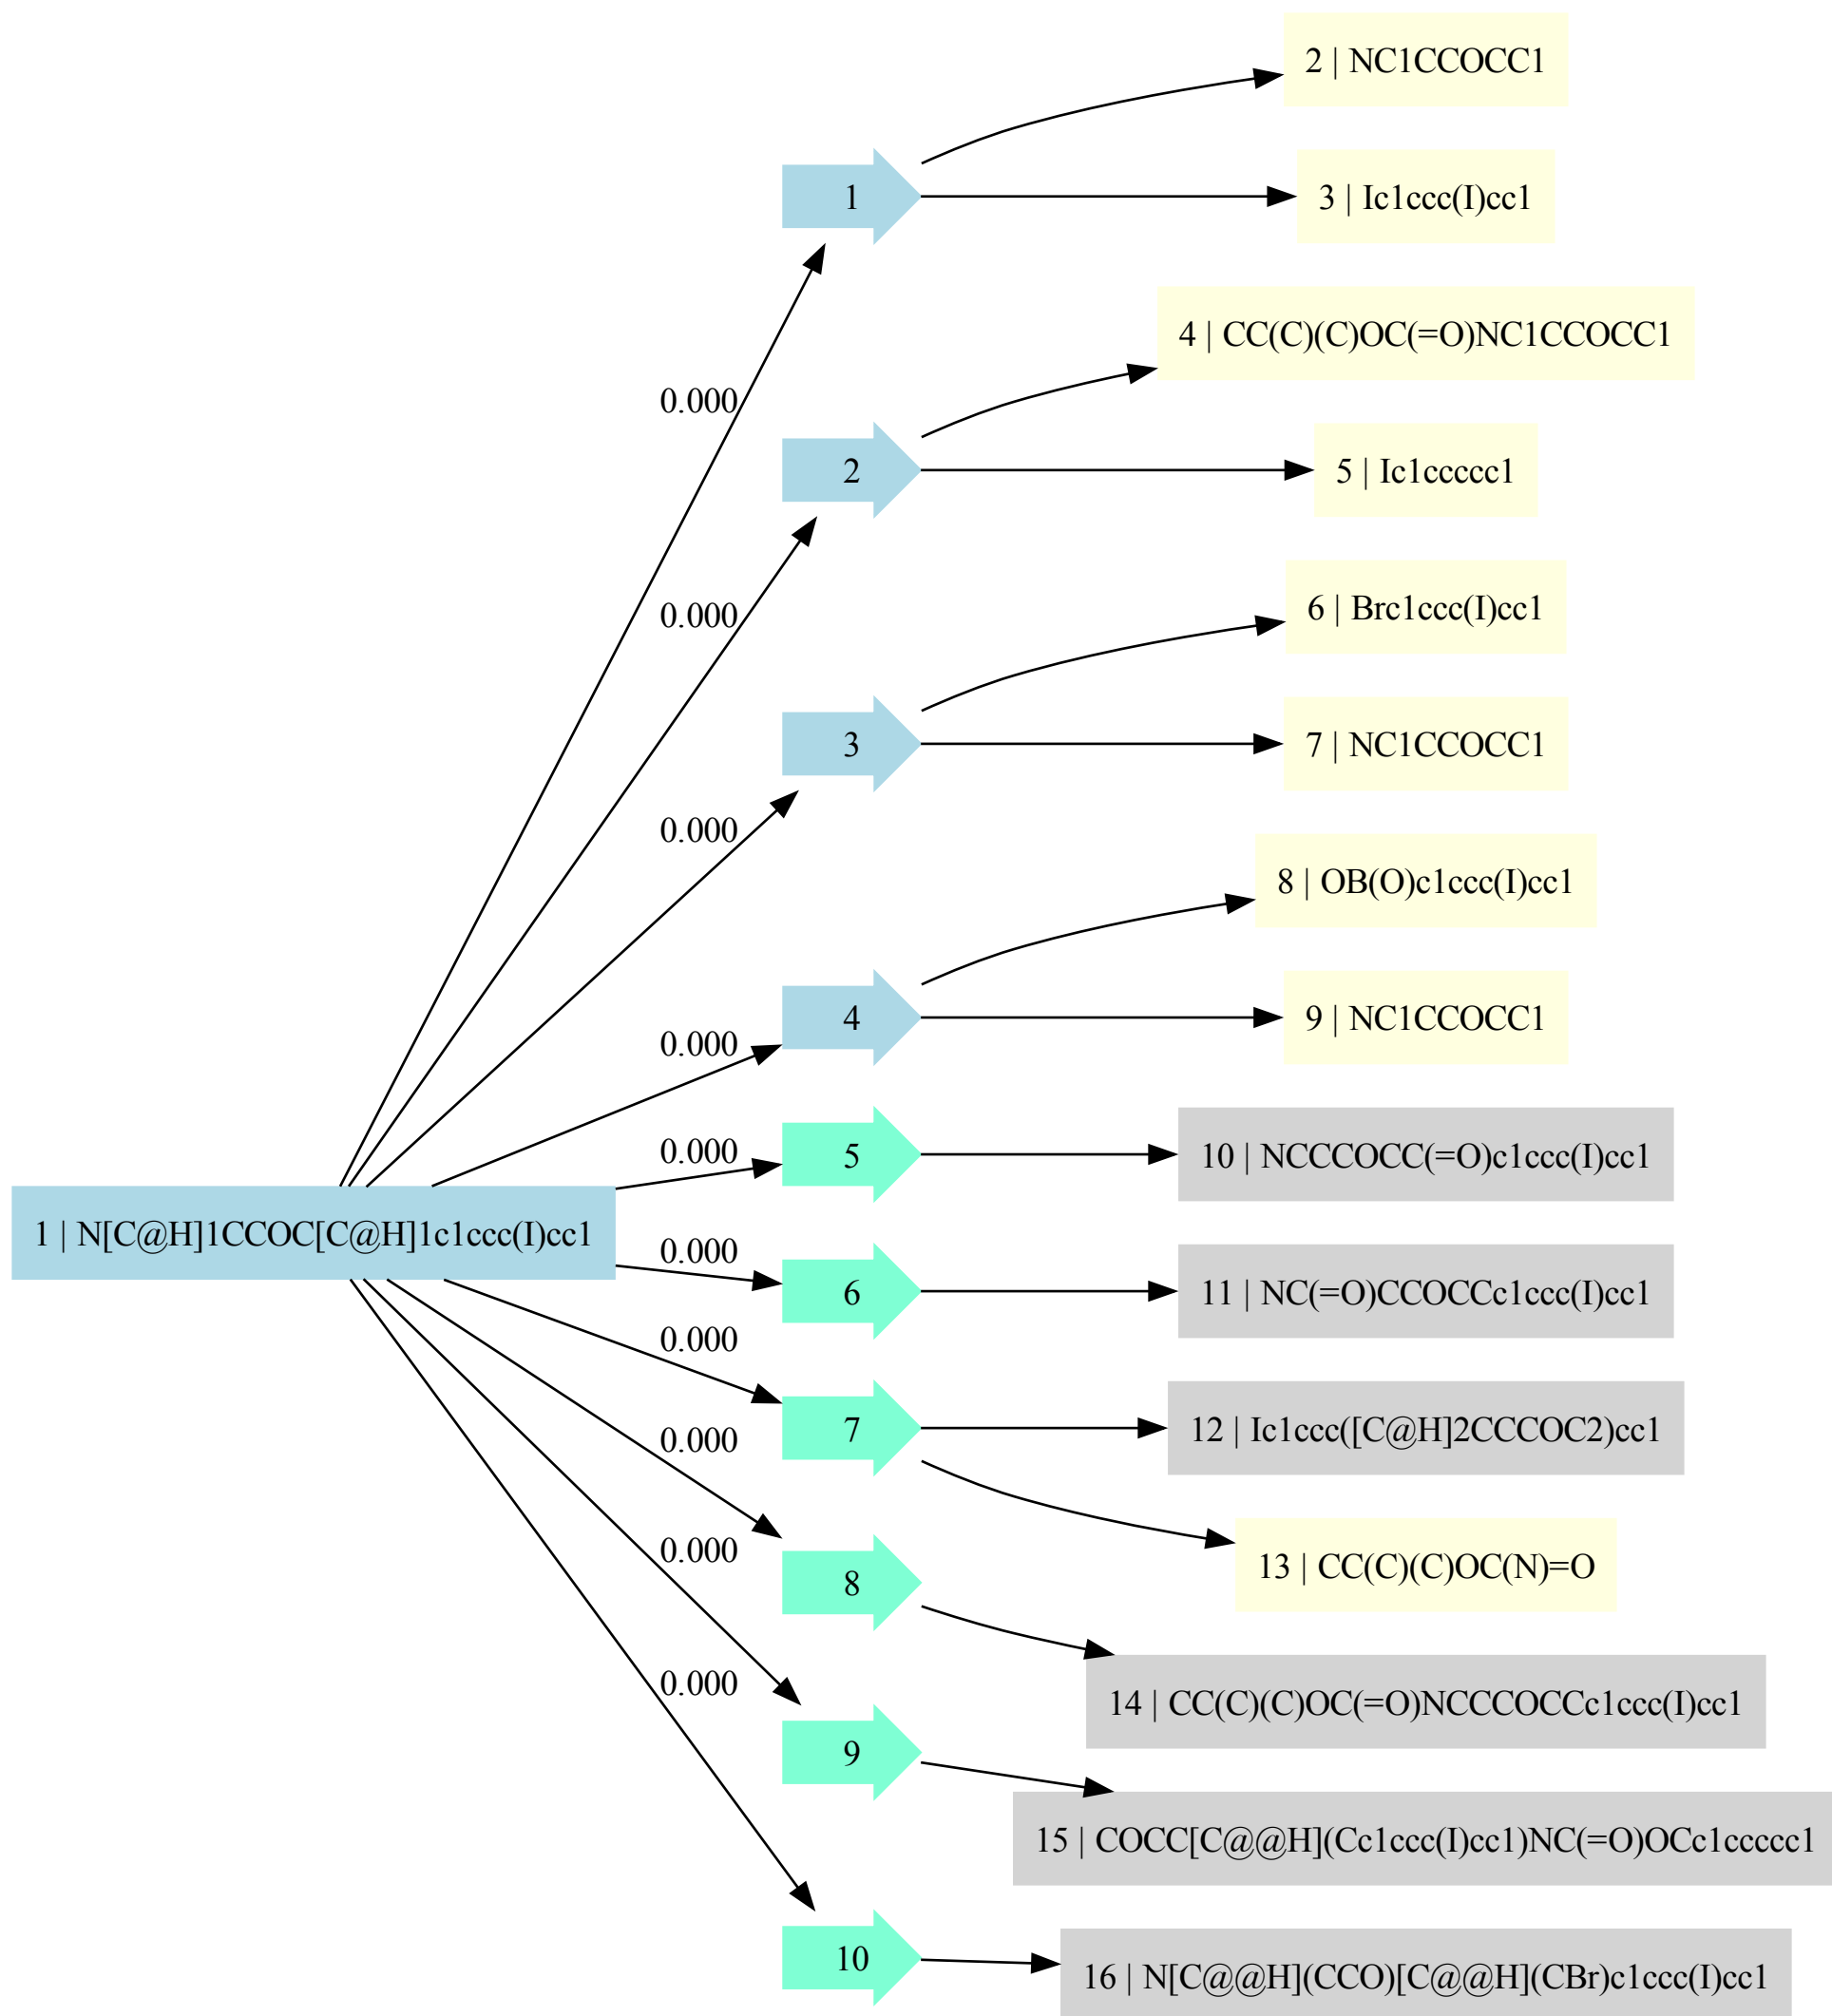 2 | NC1CCOCC1
1
3 | Ic1ccc(I)cc1
4 | CC(C)(C)OC(=O)NC1CCOCC1
0.000
2
5 | Ic1ccccc1
0.000
6 | Brc1ccc(I)cc1
3
7 | NC1CCOCC1
0.000
8 | OB(O)c1ccc(I)cc1
4
9 | NC1CCOCC1
0.000
0.000
5
10 | NCCCOCC(=O)c1ccc(I)cc1
1 | N[C@H]1CCOC[C@H]1c1ccc(I)cc1
0.000
6
11 | NC(=O)CCOCCc1ccc(I)cc1
0.000
7
12 | Ic1ccc([C@H]2CCCOC2)cc1
0.000
13 | CC(C)(C)OC(N)=O
0.000
8
14 | CC(C)(C)OC(=O)NCCCOCCc1ccc(I)cc1
0.000
9
15 | COCC[C@@H](Cc1ccc(I)cc1)NC(=O)OCc1ccccc1
10
16 | N[C@@H](CCO)[C@@H](CBr)c1ccc(I)cc1